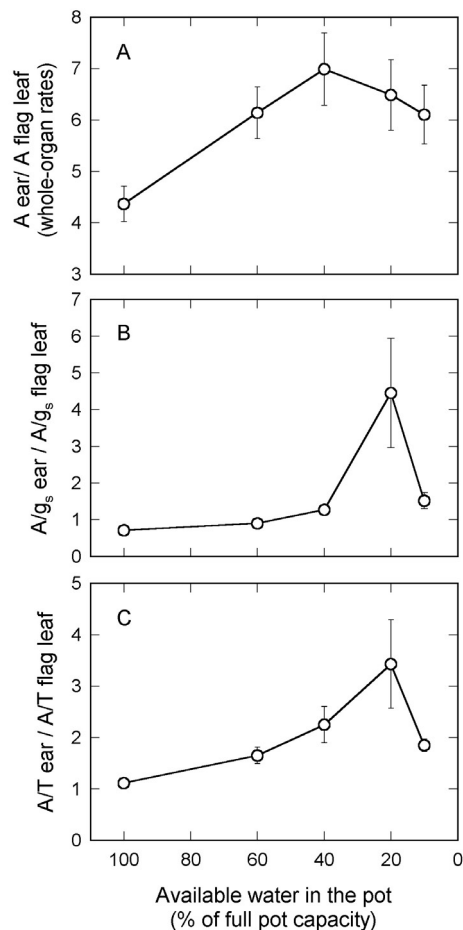 A
A ear/ A flag leaf
(whole-organ rates)
8
7
6
5
4
3
B
A/gs ear / A/gs flag leaf
7
6
5
4
3
2
1
0
C
A/T ear / A/T flag leaf
5
4
3
2
1
0
100 80 60 40 20 0
Available water in the pot
(% of full pot capacity)